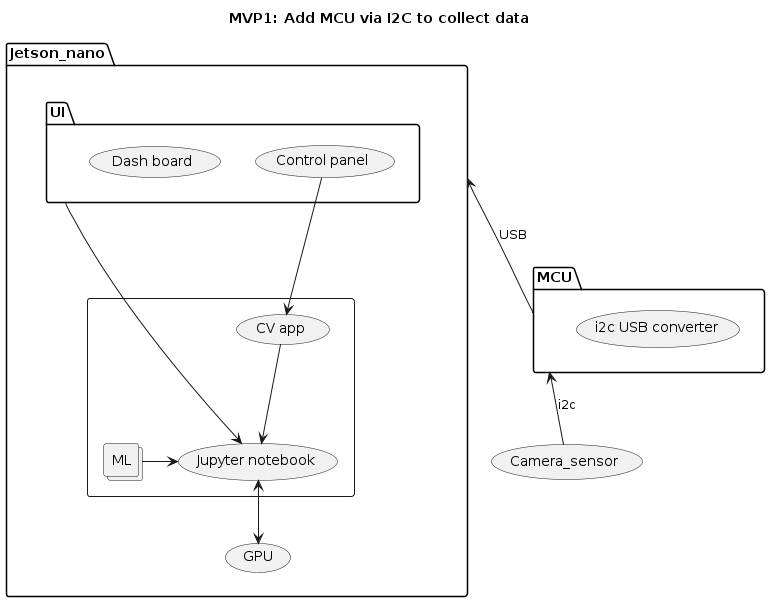 MVP1: Add MCU via I2C to collect data
Jetson_nano
UI
Dash board
Control panel
USB
MCU
i2c USB converter
CV app
i2c
ML
Jupyter notebook
Camera_sensor
GPU